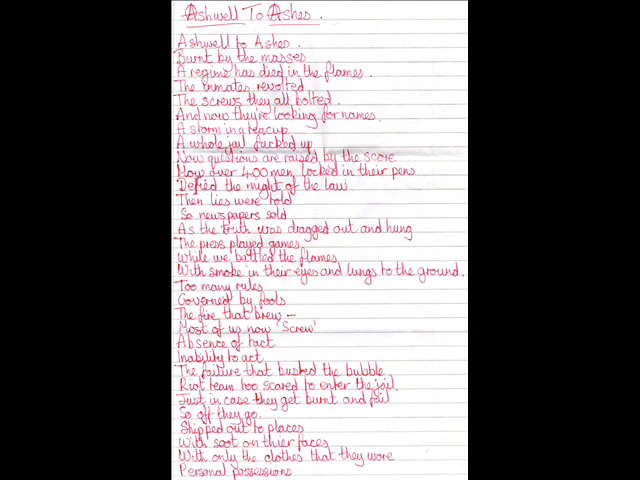 Ashwell To Ashes.
Ashwell to Ashes.
Burnt by the masses
A regime has died in the flames.
The inmates revolted
The screws they all bolted.
And now they're looking for names.
A storm in a teacup
A whole jail fucked up
Now questions are raised by the score
How over 400 men, locked in their pens
Defied the might of the law
Then lies were told
So newspapers sold
As the truth was dragged out and hung
The press played games
While we battled the flames
With smoke in their eyes and lungs to the ground.
Too many rules
Governed by fools
The fire that brew –
Most of us now 'Screw'
Absence of tact
Inability to act
The failure that busted the bubble
Riot team too scared to enter the jail.
Just in case they get burnt and fail
So off they go.
Shipped out to places
With soot on thier faces
With only the clothes that they wore
Personal possessions